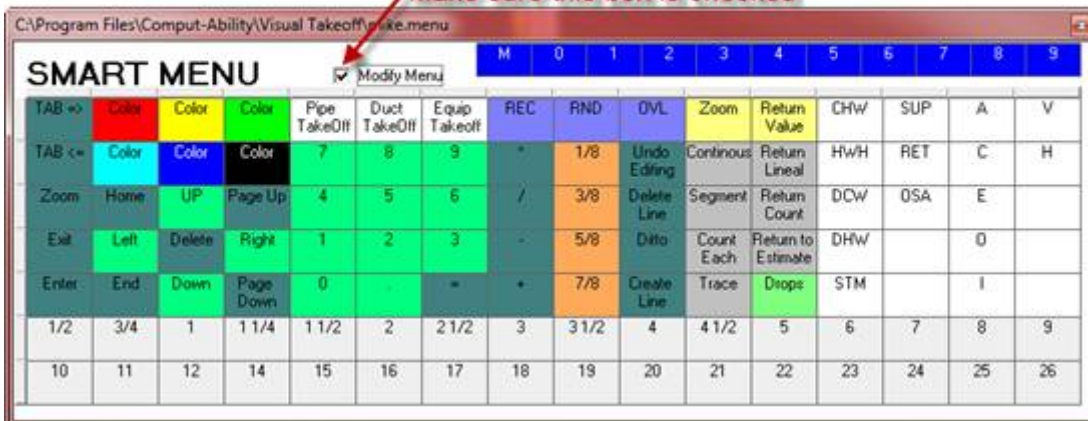 C:\Program Files\Comput-Ability\Visual Takeoff\mike.menu
SMART MENU
Modify Menu
M 0 1 2 3 4 5 6 7 8 9
TAB => Color Color Color Pipe TakeOff Duct TakeOff Equip Takeoff REC RND OVL Zoom Return Value CHW SUP A V
TAB <= Color Color Color 7 8 9 * 1/8 Undo Editing Continous Return Lineal HWH RET C H
Zoom Home UP Page Up 4 5 6 / 3/8 Delete Line Segment Return Count DCW OSA E
Exit Left Delete Right 1 2 3 - 5/8 Ditto Count Each Return to Estimate DHW O
Enter End Down Page Down 0 . = + 7/8 Create Line Trace Drops STM I
1/2 3/4 1 1 1/4 1 1/2 2 2 1/2 3 3 1/2 4 4 1/2 5 6 7 8 9
10 11 12 14 15 16 17 18 19 20 21 22 23 24 25 26